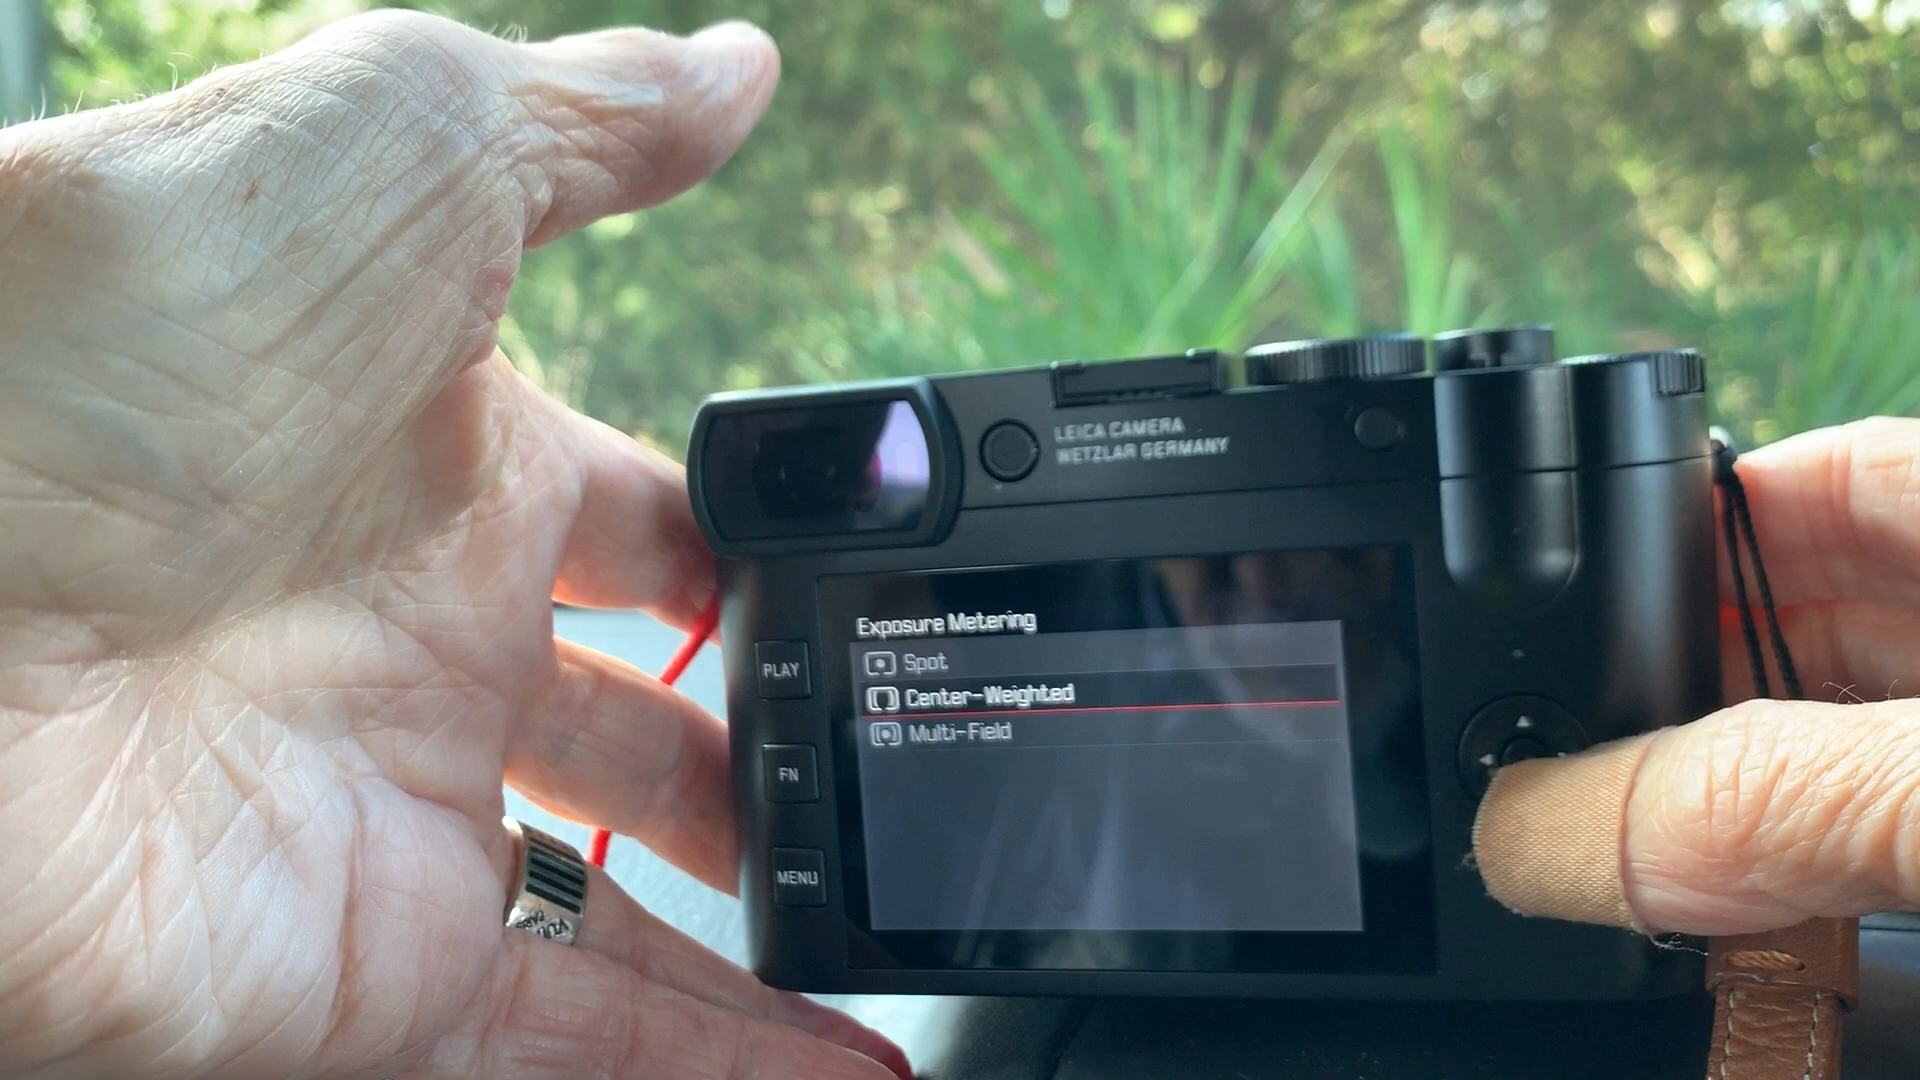 LEICA CAMERA
WETZLAR GERMANY
Exposure Metering
Spot
Center-Weighted
Multi-Field
PLAY
FN
MENU